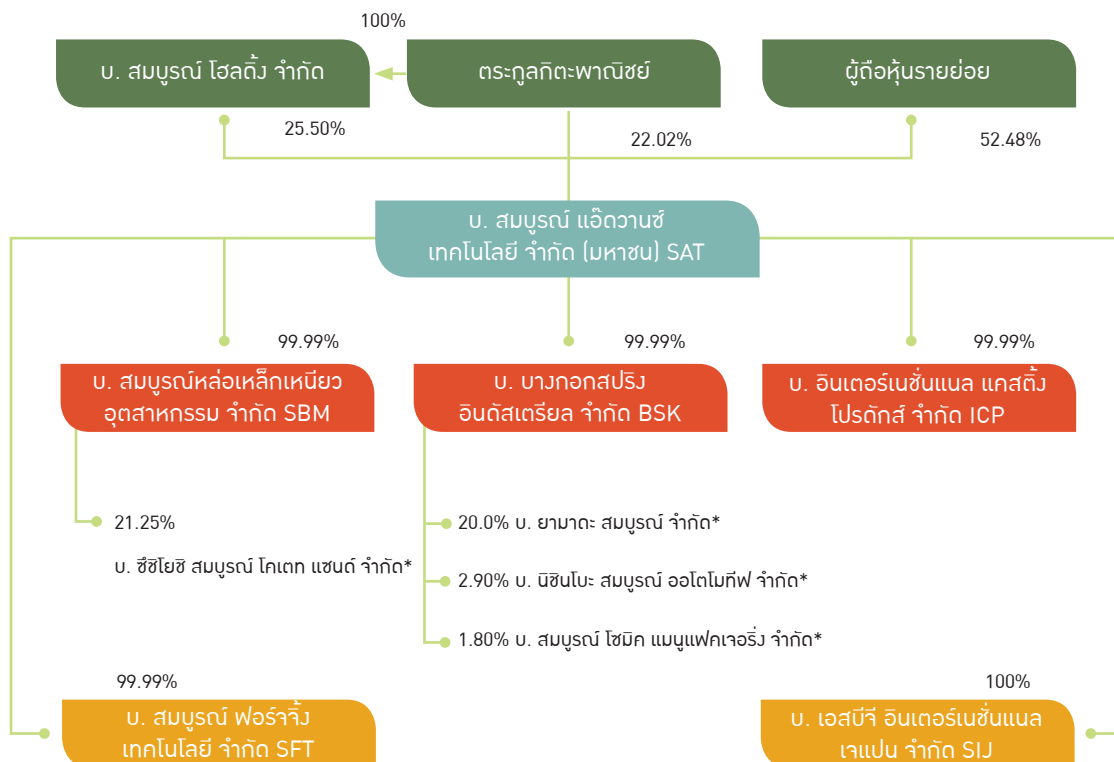 100%
บ. สมบูรณ์ โฮลดิ้ง จำกัด
ตระกูลกิตะพาณิชย์
ผู้ถือหุ้นรายย่อย
25.50%
22.02%
52.48%
บ. สมบูรณ์ แอ๊ดวานซ์
เทคโนโลยี จำกัด (มหาชน) SAT
99.99%
99.99%
99.99%
บ. สมบูรณ์หล่อเหล็กเหนียว
อุตสาหกรรม จำกัด SBM
บ. บางกอกสปริง
อินดัสเตรียล จำกัด BSK
บ. อินเตอร์เนชั่นแนล แคสติ้ง
โปรดักส์ จำกัด ICP
21.25%
บ. ซึชิโยชิ สมบูรณ์ โคเตท แซนด์ จำกัด*
20.0% บ. ยามาดะ สมบูรณ์ จำกัด*
2.90% บ. นิชินโบะ สมบูรณ์ ออโตโมทีฟ จำกัด*
1.80% บ. สมบูรณ์ โซมิค แมนูแฟคเจอริ่ง จำกัด*
99.99%
100%
บ. สมบูรณ์ ฟอร์จจิ้ง
เทคโนโลยี จำกัด SFT
บ. เอสบีจี อินเตอร์เนชั่นแนล
เจแปน จำกัด SIJ